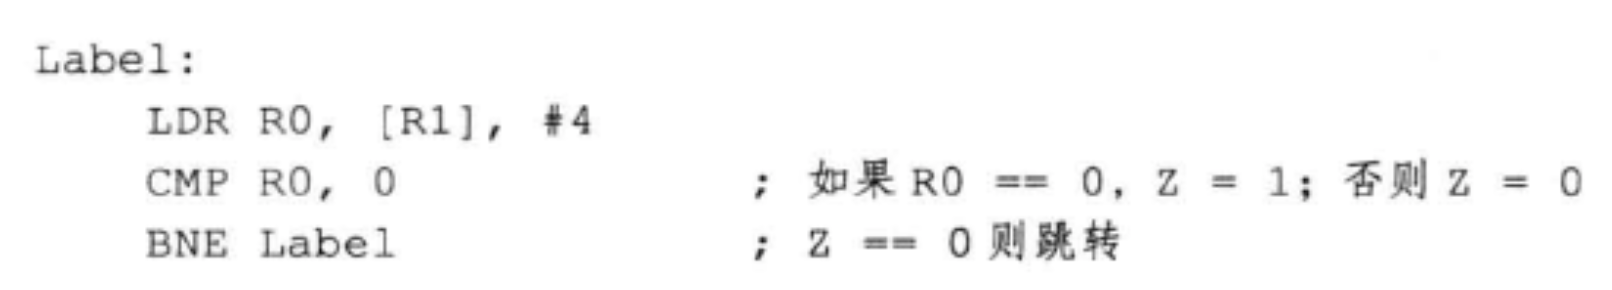 Label:
LDR R0, [R1], #4
CMP R0, 0 ; 如果 R0 == 0, Z = 1; 否则 Z = 0
BNE Label ; Z == 0 则跳转